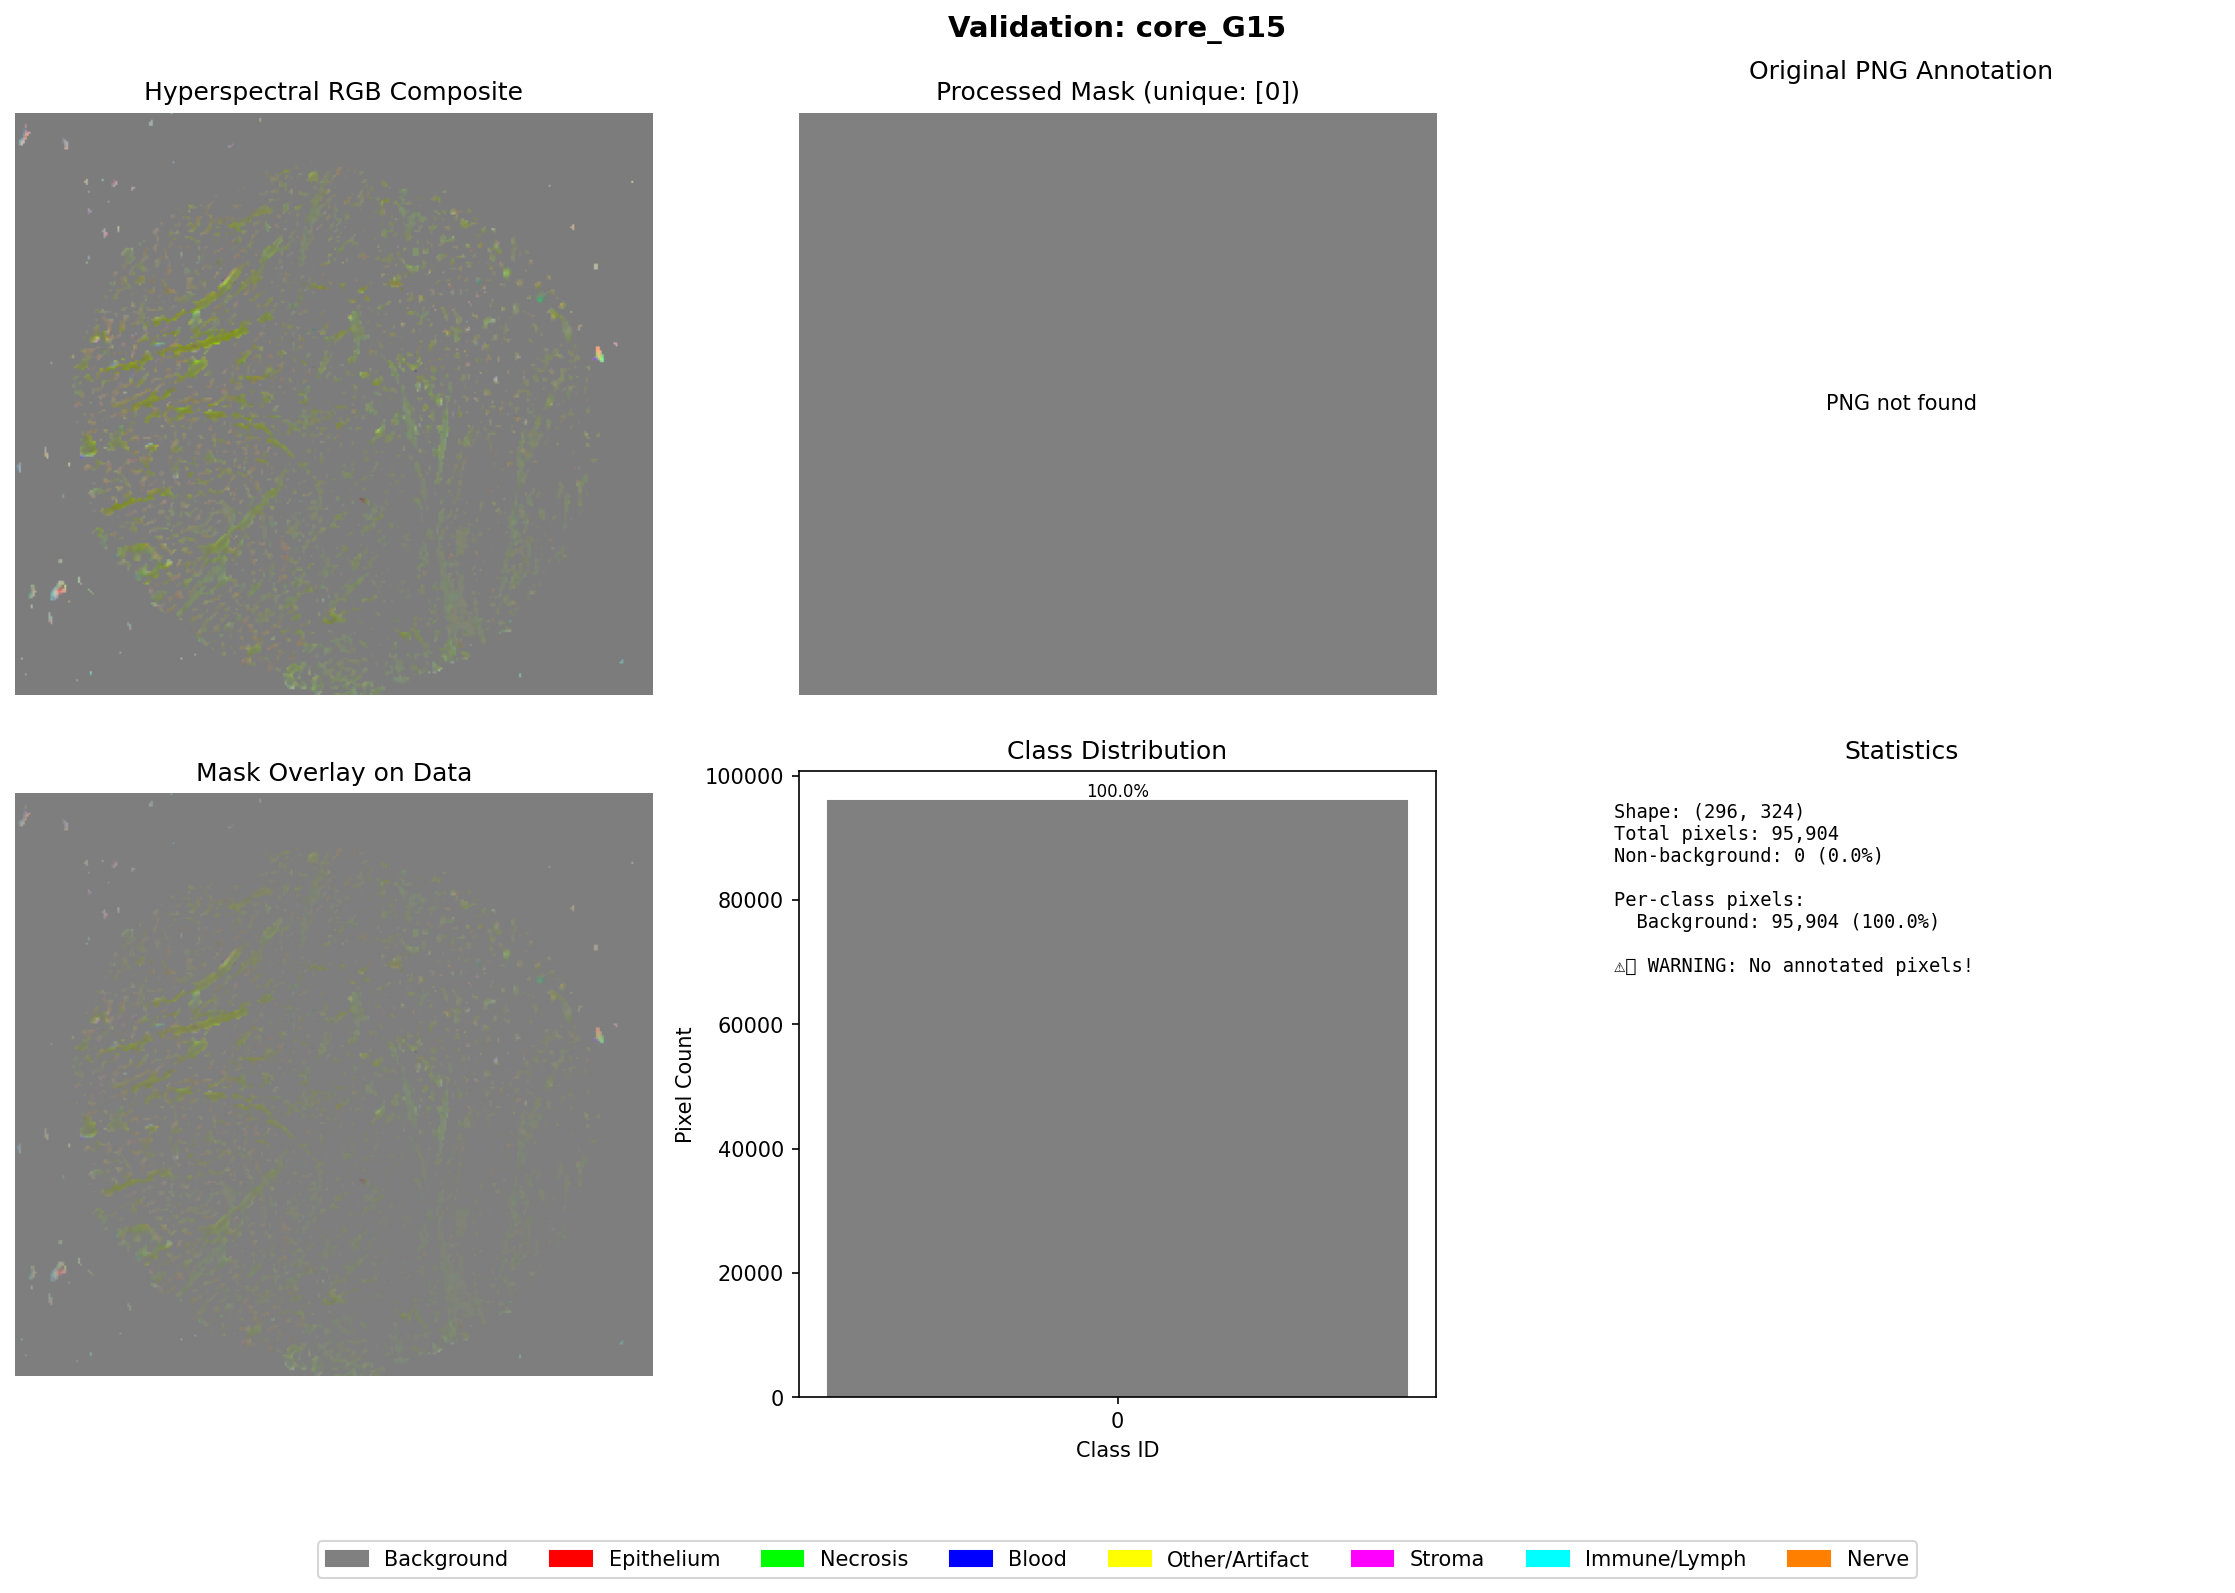 Validation: core_G15
Hyperspectral RGB Composite
Processed Mask (unique: [0])
Original PNG Annotation
PNG not found
Mask Overlay on Data
Class Distribution
100000
80000
60000
40000
20000
0
100.0%
0
Pixel Count
Class ID
Statistics
Shape: (296, 324)
Total pixels: 95,904
Non-background: 0 (0.0%)
Per-class pixels:
Background: 95,904 (100.0%)
⚠ WARNING: No annotated pixels!
Background Epithelium Necrosis Blood Other/Artifact Stroma Immune/Lymph Nerve